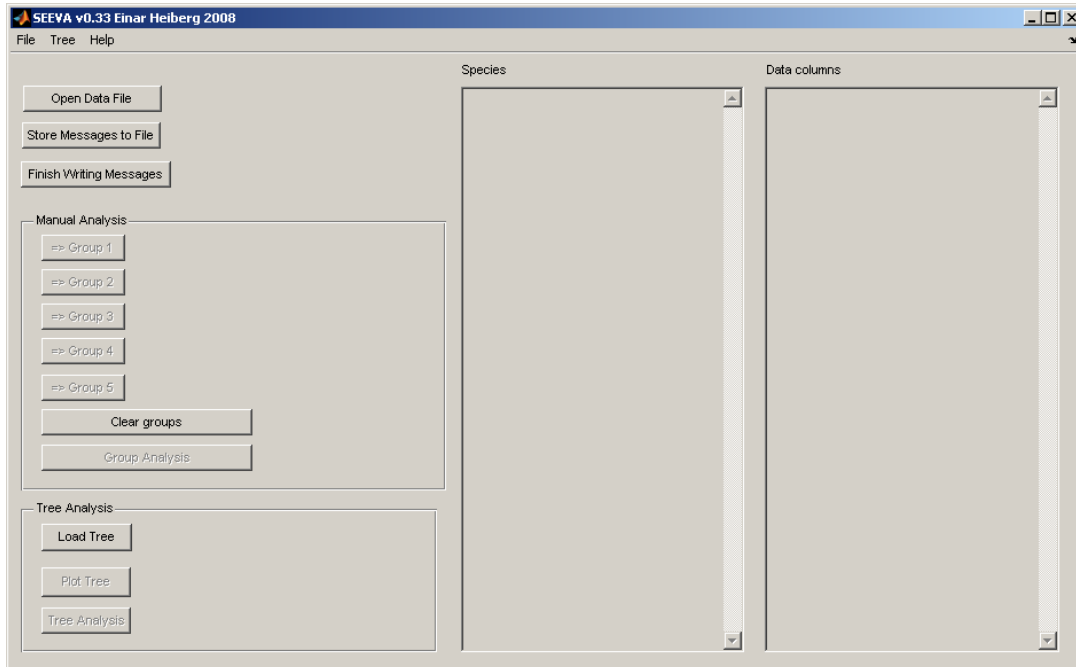 SEEVA v0.33 Einar Heiberg 2008
File Tree Help
Species
Data columns
Open Data File
Store Messages to File
Finish Writing Messages
Manual Analysis
=> Group 1
=> Group 2
=> Group 3
=> Group 4
=> Group 5
Clear groups
Group Analysis
Tree Analysis
Load Tree
Plot Tree
Tree Analysis